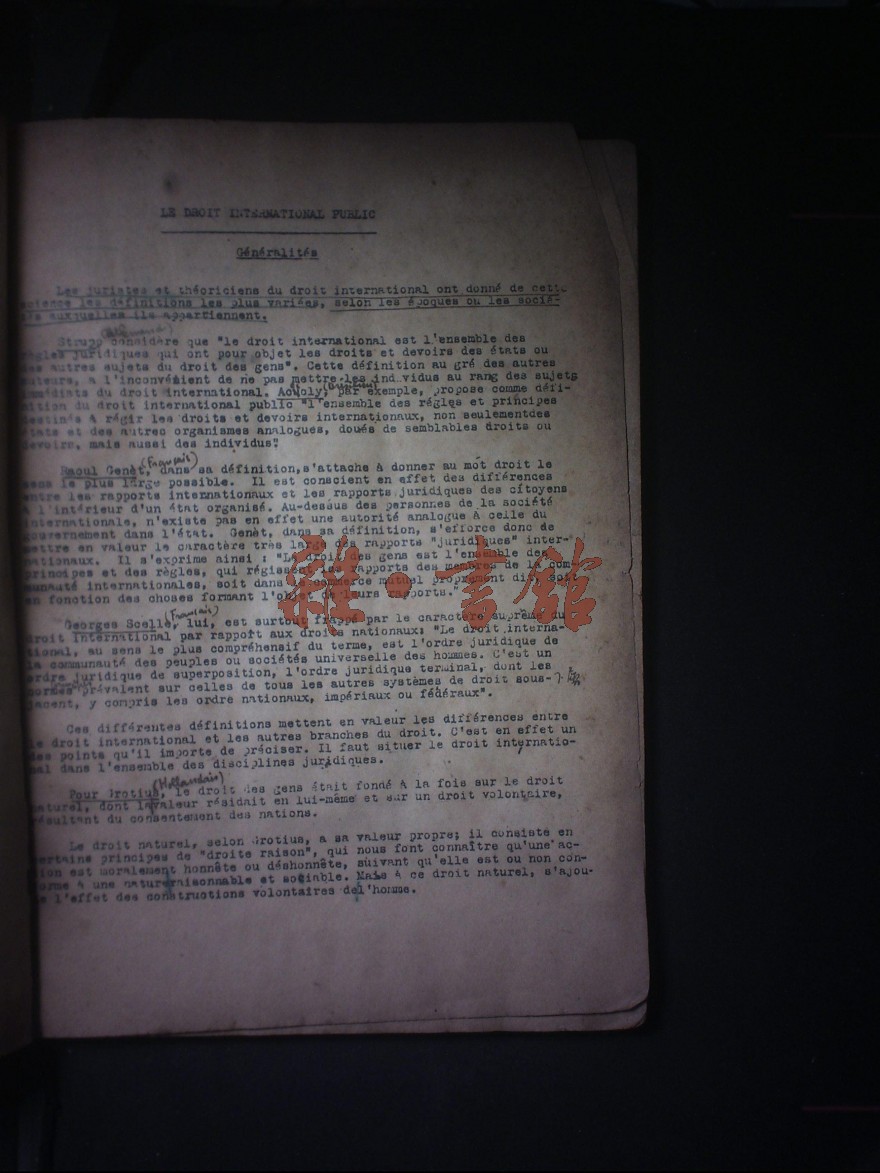 LE DROIT INTERNATIONAL PUBLIC
Généralités
Les juristes et théoriciens du droit international ont donné de cette
science les définitions les plus variées, selon les époques ou les socié-
tés auxquelles ils appartiennent.
(Allemand)
Strupp considère que "le droit international est l'ensemble des
règles juridiques qui ont pour objet les droits et devoirs des états ou
des autres sujets du droit des gens". Cette définition au gré des autres
auteurs, a l'inconvénient de ne pas mettre les individus au rang des sujets
immédiats du droit international. Acyoly, (Brésilien) par exemple, propose comme défi-
nition du droit international public "l'ensemble des règles et principes
destinés à régir les droits et devoirs internationaux, non seulementdes
états et des autres organismes analogues, doués de semblables droits ou
devoirs, mais aussi des individus"
Raoul Genêt, (Français) dans sa définition,s'attache à donner au mot droit le
sens le plus large possible. Il est conscient en effet des différences
entre les rapports internationaux et les rapports juridiques des citoyens
à l'intérieur d'un état organisé. Au-dessus des personnes de la société
internationale, n'existe pas en effet une autorité analogue à celle du
gouvernement dans l'état. Genêt, dans sa définition, s'efforce donc de
mettre en valeur le caractère très large des rapports "juridiques" inter-
nationaux. Il s'exprime ainsi : "Le droit des gens est l'ensemble des
principes et des règles, qui régissent les rapports des membres de la com-
munauté internationales, soit dans le commerce mutuel proprement dit, soit
en fonction des choses formant l'objet de leurs rapports."
雜·書館
Georges Scelle, (Français) lui, est surtout frappé par le caractère suprême du
droit International par rapport aux droits nationaux: "Le droit interna-
tional, au sens le plus compréhensif du terme, est l'ordre juridique de
la communauté des peuples ou sociétés universelle des hommes. C'est un
ordre juridique de superposition, l'ordre juridique terminal, dont les
normes prévalent sur celles de tous les autres systèmes de droit sous-
jacent, y compris les ordre nationaux, impériaux ou fédéraux".
Ces différentes définitions mettent en valeur les différences entre
le droit international et les autres branches du droit. C'est en effet un
des points qu'il importe de préciser. Il faut situer le droit internatio-
nal dans l'ensemble des disciplines juridiques.
(Hollandais)
Pour Grotius, le droit des gens était fondé à la fois sur le droit
naturel, dont la valeur résidait en lui-même et sur un droit volontaire,
résultant du consentement des nations.
Le droit naturel, selon Grotius, a sa valeur propre; il consiste en
certains principes de "droite raison", qui nous font connaître qu'une ac-
tion est moralement honnête ou déshonnête, suivant qu'elle est ou non con-
forme à une nature raisonnable et sociable. Mais à ce droit naturel, s'ajou-
te l'effet des constructions volontaires de l'homme.